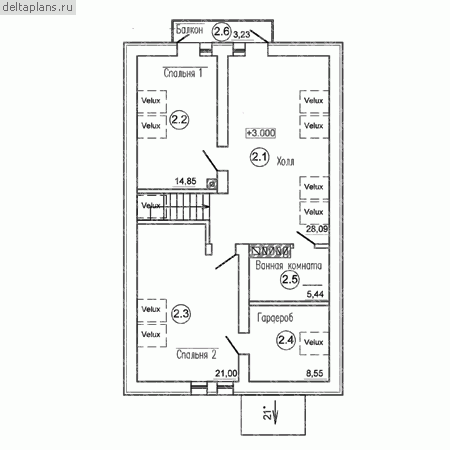 deltaplans.ru
Балкон 2.6 3,23
Спальня 1
Velux Velux
Velux 2.2 Velux
+3.000
2.1 Холл
14,85 Velux
Velux Velux
28,09
Ванная комната
2.5
5,44
Velux Гардероб
2.3
Velux 2.4 Velux
Velux
Спальня 2
21,00 8,55
21°